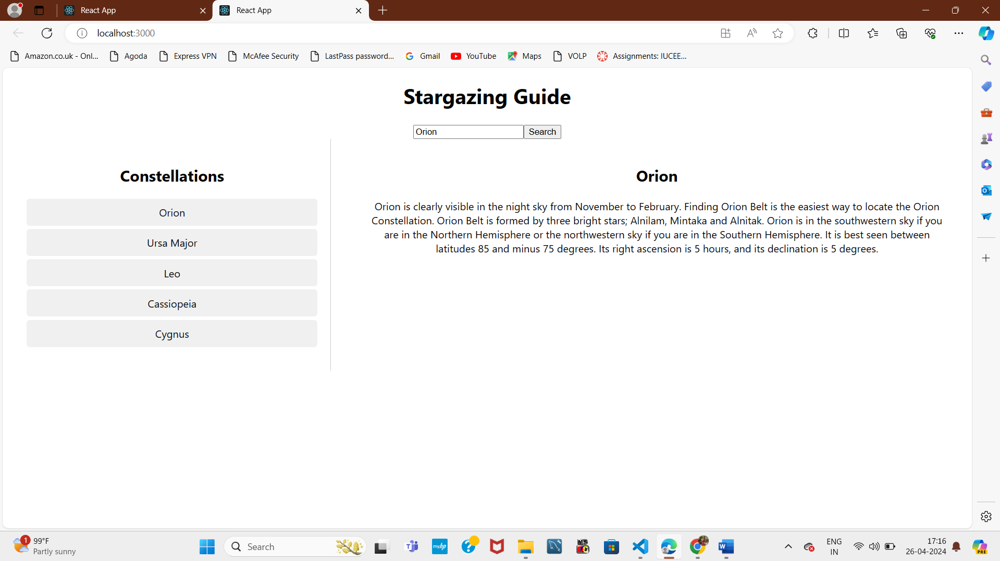 React App
React App
localhost:3000
Amazon.co.uk - Onl...
Agoda
Express VPN
McAfee Security
LastPass password...
Gmail
YouTube
Maps
VOLP
Assignments: IUCEE...
Stargazing Guide
Orion
Search
Constellations
Orion
Ursa Major
Leo
Cassiopeia
Cygnus
Orion
Orion is clearly visible in the night sky from November to February. Finding Orion Belt is the easiest way to locate the Orion
Constellation. Orion Belt is formed by three bright stars; Alnilam, Mintaka and Alnitak. Orion is in the southwestern sky if you
are in the Northern Hemisphere or the northwestern sky if you are in the Southern Hemisphere. It is best seen between
latitudes 85 and minus 75 degrees. Its right ascension is 5 hours, and its declination is 5 degrees.
1
99°F
Partly sunny
Search
myhp
MS
ENG
IN
17:16
26-04-2024
PRE